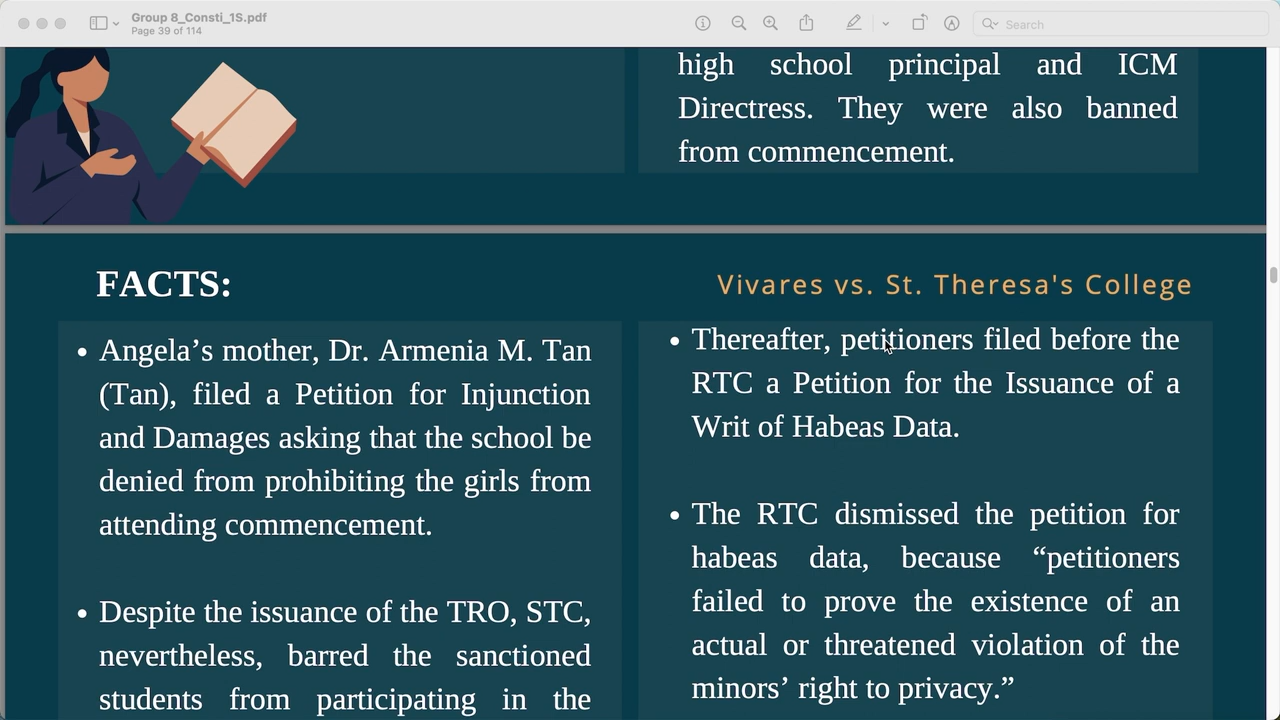 Group 8_Consti_1S.pdf
Page 39 of 114
Search
high school principal and ICM
Directress. They were also banned
from commencement.
FACTS:
Vivares vs. St. Theresa's College
• Angela’s mother, Dr. Armenia M. Tan
(Tan), filed a Petition for Injunction
and Damages asking that the school be
denied from prohibiting the girls from
attending commencement.
• Despite the issuance of the TRO, STC,
nevertheless, barred the sanctioned
students from participating in the
• Thereafter, petitioners filed before the
RTC a Petition for the Issuance of a
Writ of Habeas Data.
• The RTC dismissed the petition for
habeas data, because “petitioners
failed to prove the existence of an
actual or threatened violation of the
minors’ right to privacy.”